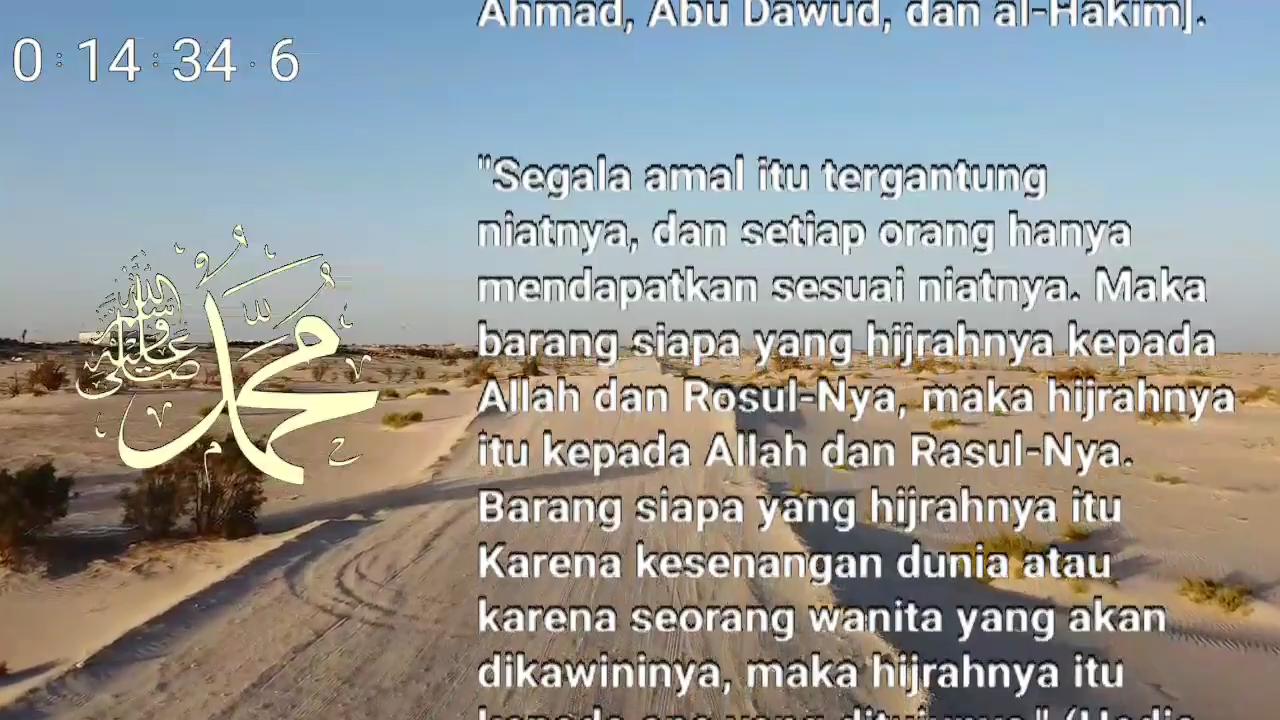 Ahmad, Abu Dawud, dan al-Hakim].
0:14:34.6
"Segala amal itu tergantung
niatnya, dan setiap orang hanya
mendapatkan sesuai niatnya. Maka
barang siapa yang hijrahnya kepada
Allah dan Rosul-Nya, maka hijrahnya
itu kepada Allah dan Rasul-Nya.
Barang siapa yang hijrahnya itu
Karena kesenangan dunia atau
karena seorang wanita yang akan
dikawininya, maka hijrahnya itu
محمد
صلى الله عليه وسلم